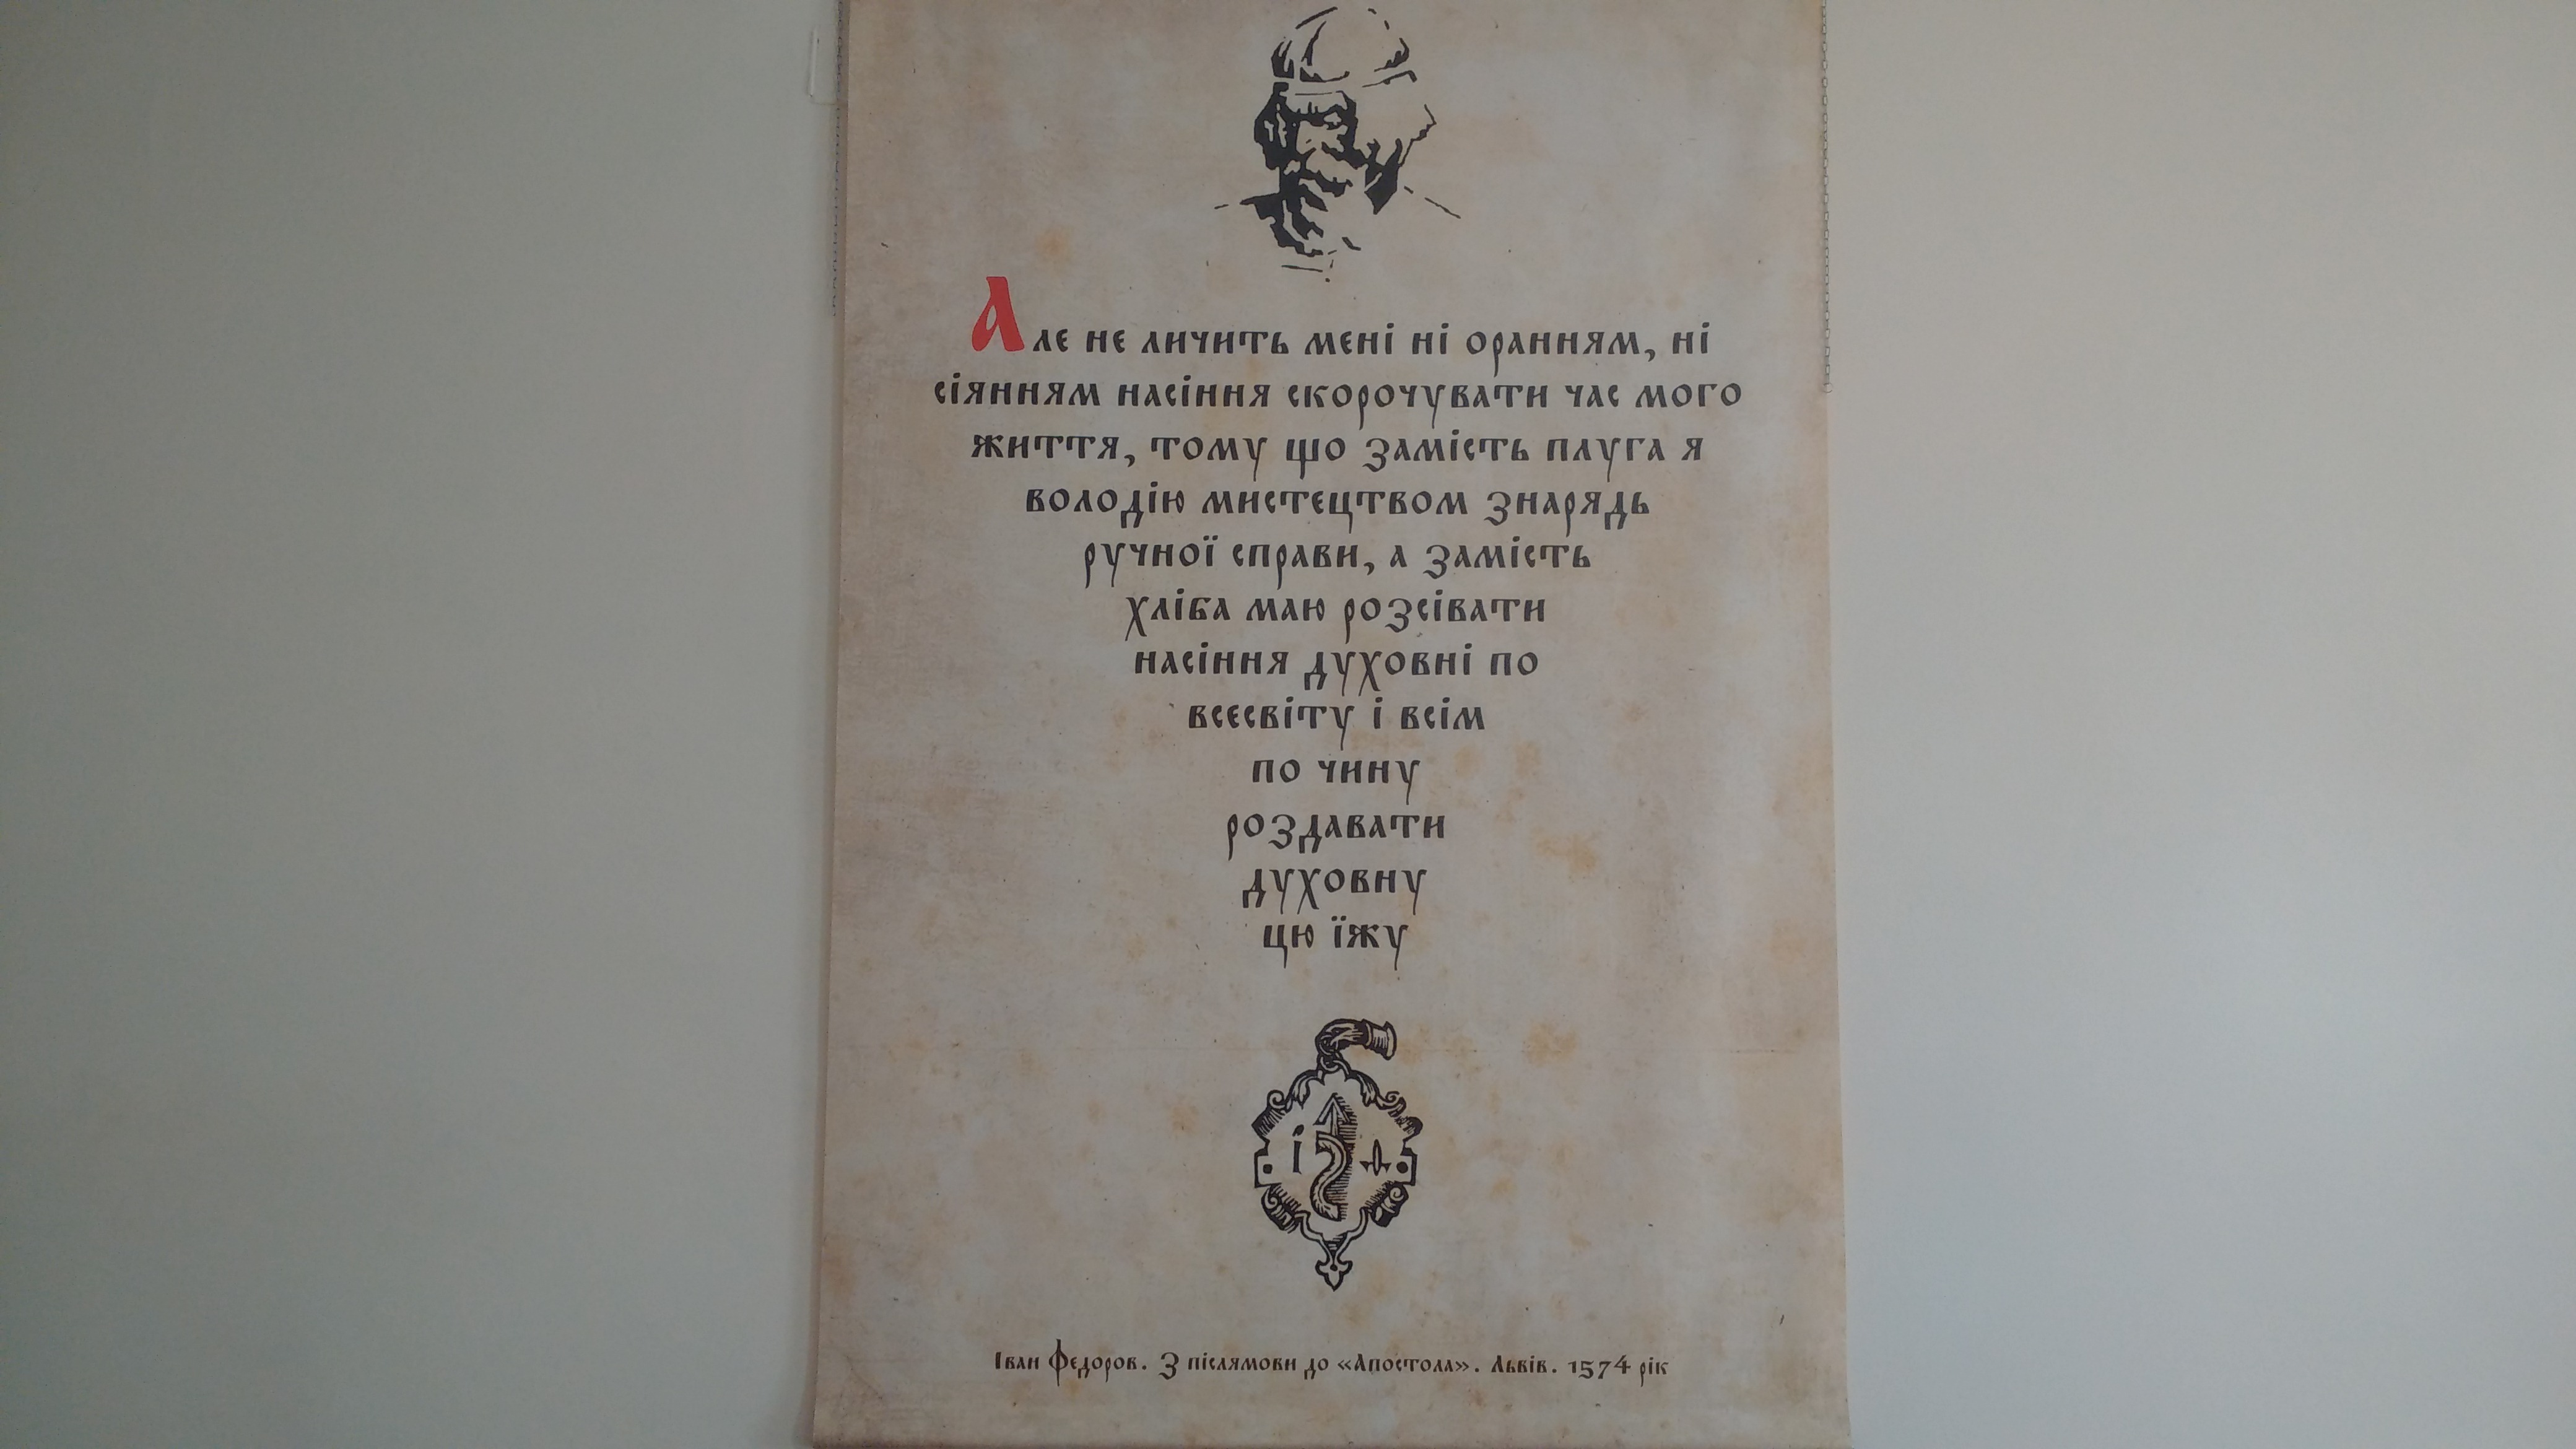 Але не личить мені ні оранням, ні
сіянням насіння скорочувати час мого
життя, тому що замість плуга я
володію мистецтвом знарядь
ручної справи, а замість
хліба маю розсівати
насіння духовні по
всесвіту і всім
по чину
роздавати
духовну
цю їжу
і
Іван Федоров. З післямови до «Апостола». Львів. 1574 рік